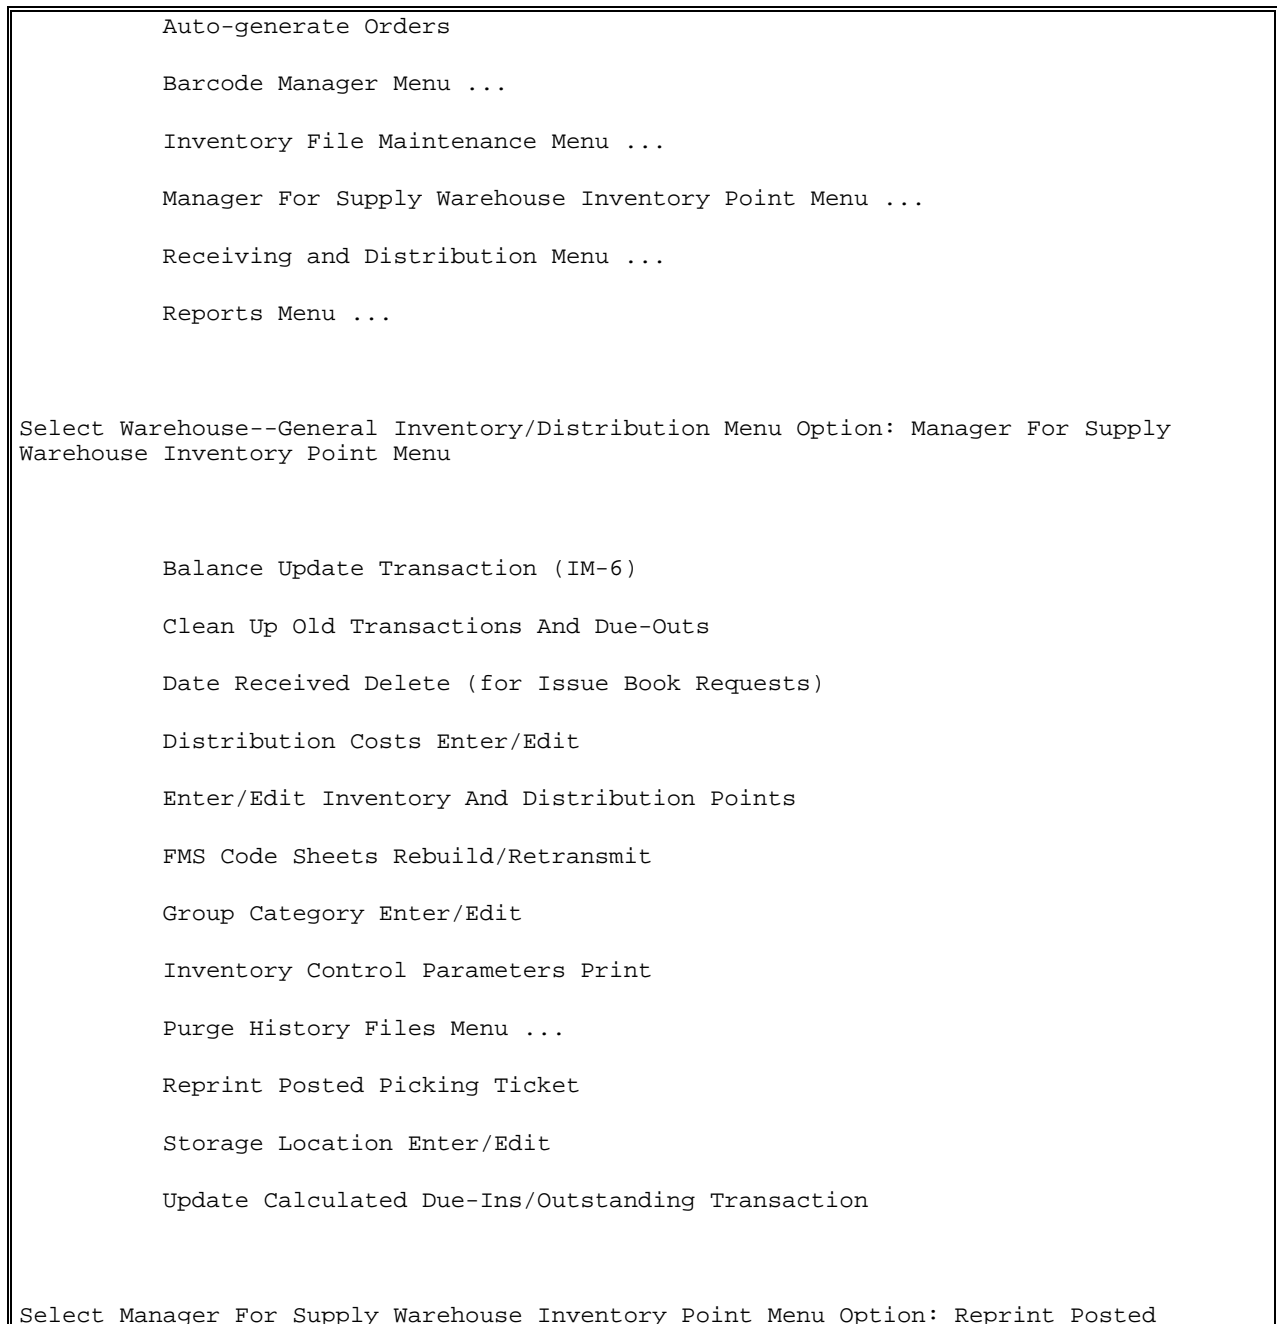 Auto-generate Orders
Barcode Manager Menu ...
Inventory File Maintenance Menu ...
Manager For Supply Warehouse Inventory Point Menu ...
Receiving and Distribution Menu ...
Reports Menu ...
Select Warehouse--General Inventory/Distribution Menu Option: Manager For Supply
Warehouse Inventory Point Menu
Balance Update Transaction (IM-6)
Clean Up Old Transactions And Due-Outs
Date Received Delete (for Issue Book Requests)
Distribution Costs Enter/Edit
Enter/Edit Inventory And Distribution Points
FMS Code Sheets Rebuild/Retransmit
Group Category Enter/Edit
Inventory Control Parameters Print
Purge History Files Menu ...
Reprint Posted Picking Ticket
Storage Location Enter/Edit
Update Calculated Due-Ins/Outstanding Transaction
Select Manager For Supply Warehouse Inventory Point Menu Option: Reprint Posted